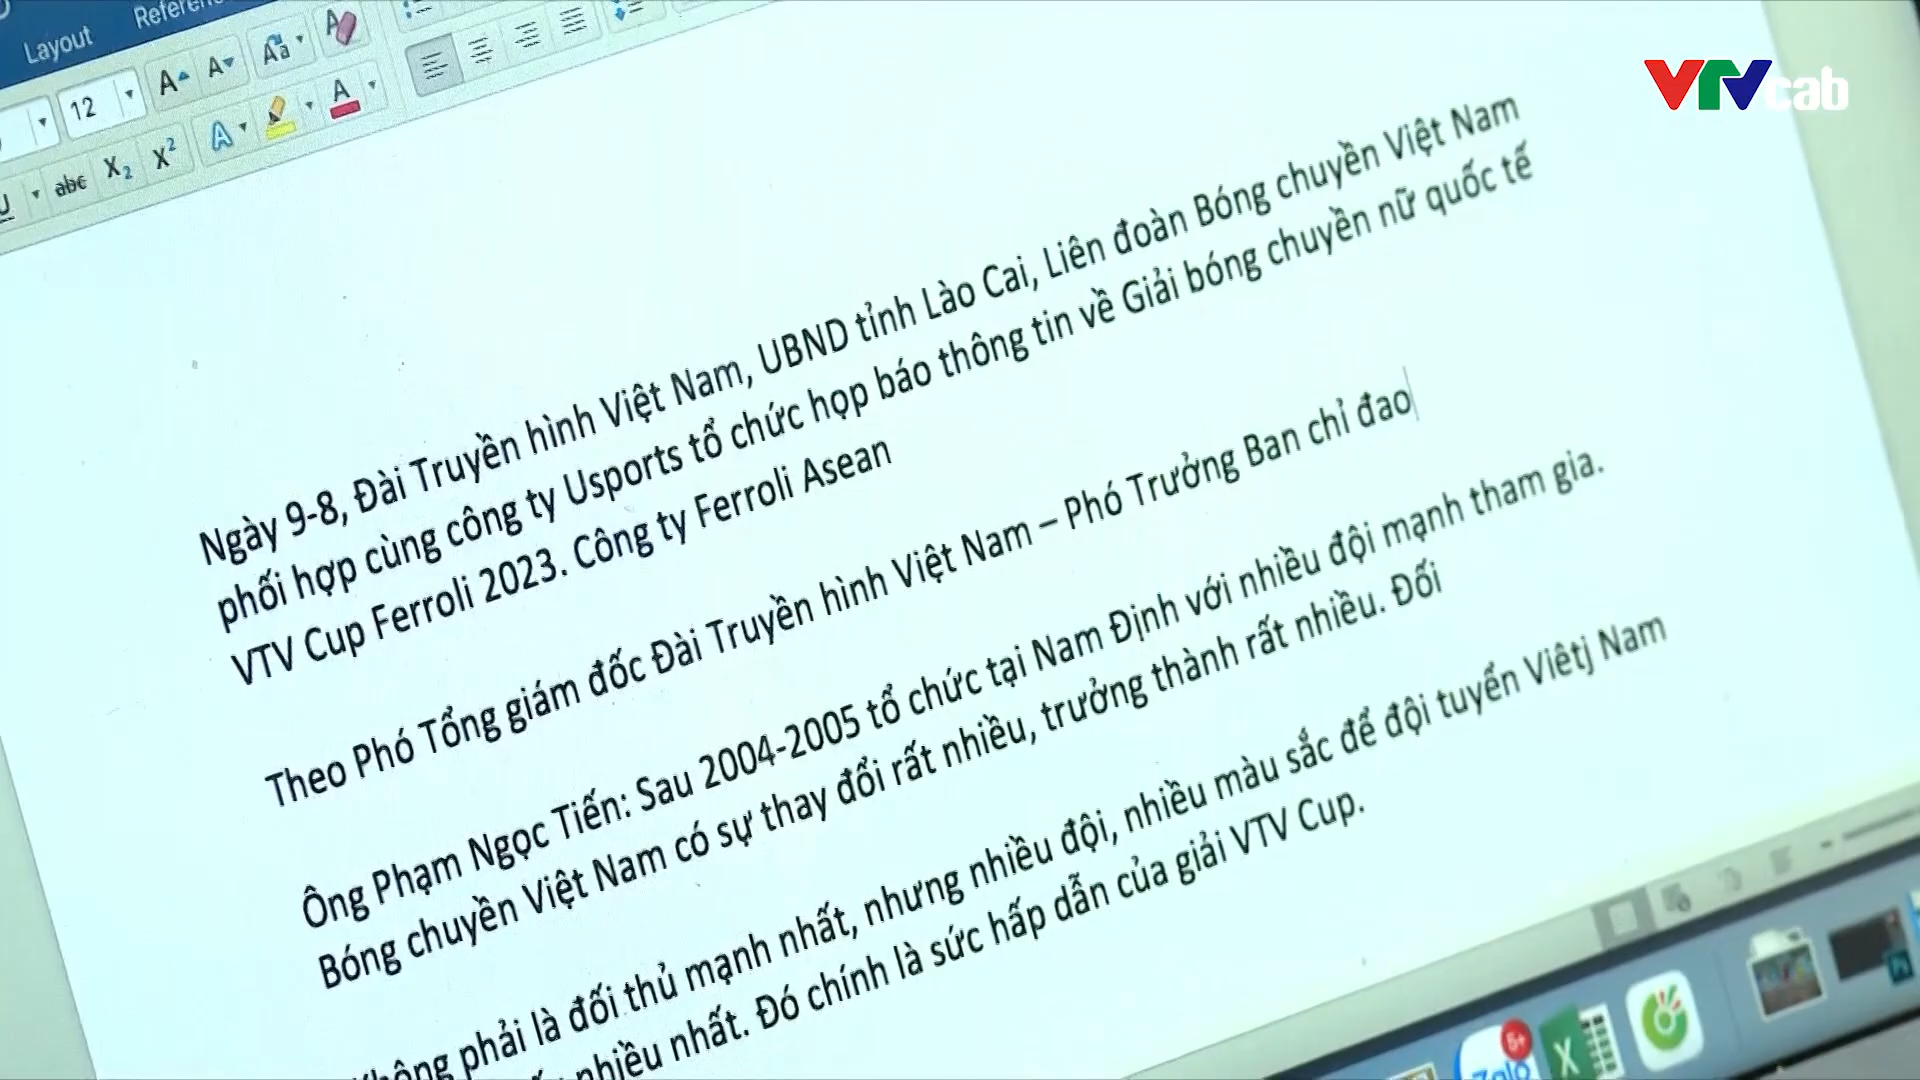 Layout
VTVcab
12
abc
Ngày 9-8, Đài Truyền hình Việt Nam, UBND tỉnh Lào Cai, Liên đoàn Bóng chuyền Việt Nam
phối hợp cùng công ty Usports tổ chức họp báo thông tin về Giải bóng chuyền nữ quốc tế
VTV Cup Ferroli 2023. Công ty Ferroli Asean
Theo Phó Tổng giám đốc Đài Truyền hình Việt Nam – Phó Trưởng Ban chỉ đao
Ông Phạm Ngọc Tiến: Sau 2004-2005 tổ chức tại Nam Định với nhiều đội mạnh tham gia.
Bóng chuyền Việt Nam có sự thay đổi rất nhiều, trưởng thành rất nhiều. Đối
phải là đối thủ mạnh nhất, nhưng nhiều đội, nhiều màu sắc để đội tuyển Viêtj Nam
nhiều nhất. Đó chính là sức hấp dẫn của giải VTV Cup.
5+
Zalo